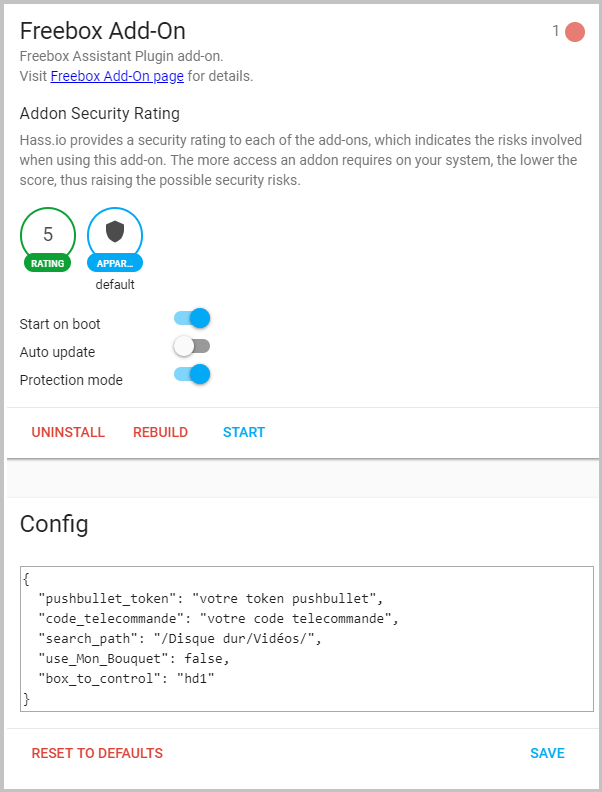 Freebox Add-On
1
Freebox Assistant Plugin add-on.
Visit Freebox Add-On page for details.
Addon Security Rating
Hass.io provides a security rating to each of the add-ons, which indicates the risks involved
when using this add-on. The more access an addon requires on your system, the lower the
score, thus raising the possible security risks.
5
RATING
APPAR...
default
Start on boot
Auto update
Protection mode
UNINSTALL REBUILD START
Config
{
  "pushbullet_token": "votre token pushbullet",
  "code_telecommande": "votre code telecommande",
  "search_path": "/Disque dur/Vidéos/",
  "use_Mon_Bouquet": false,
  "box_to_control": "hd1"
}
RESET TO DEFAULTS SAVE